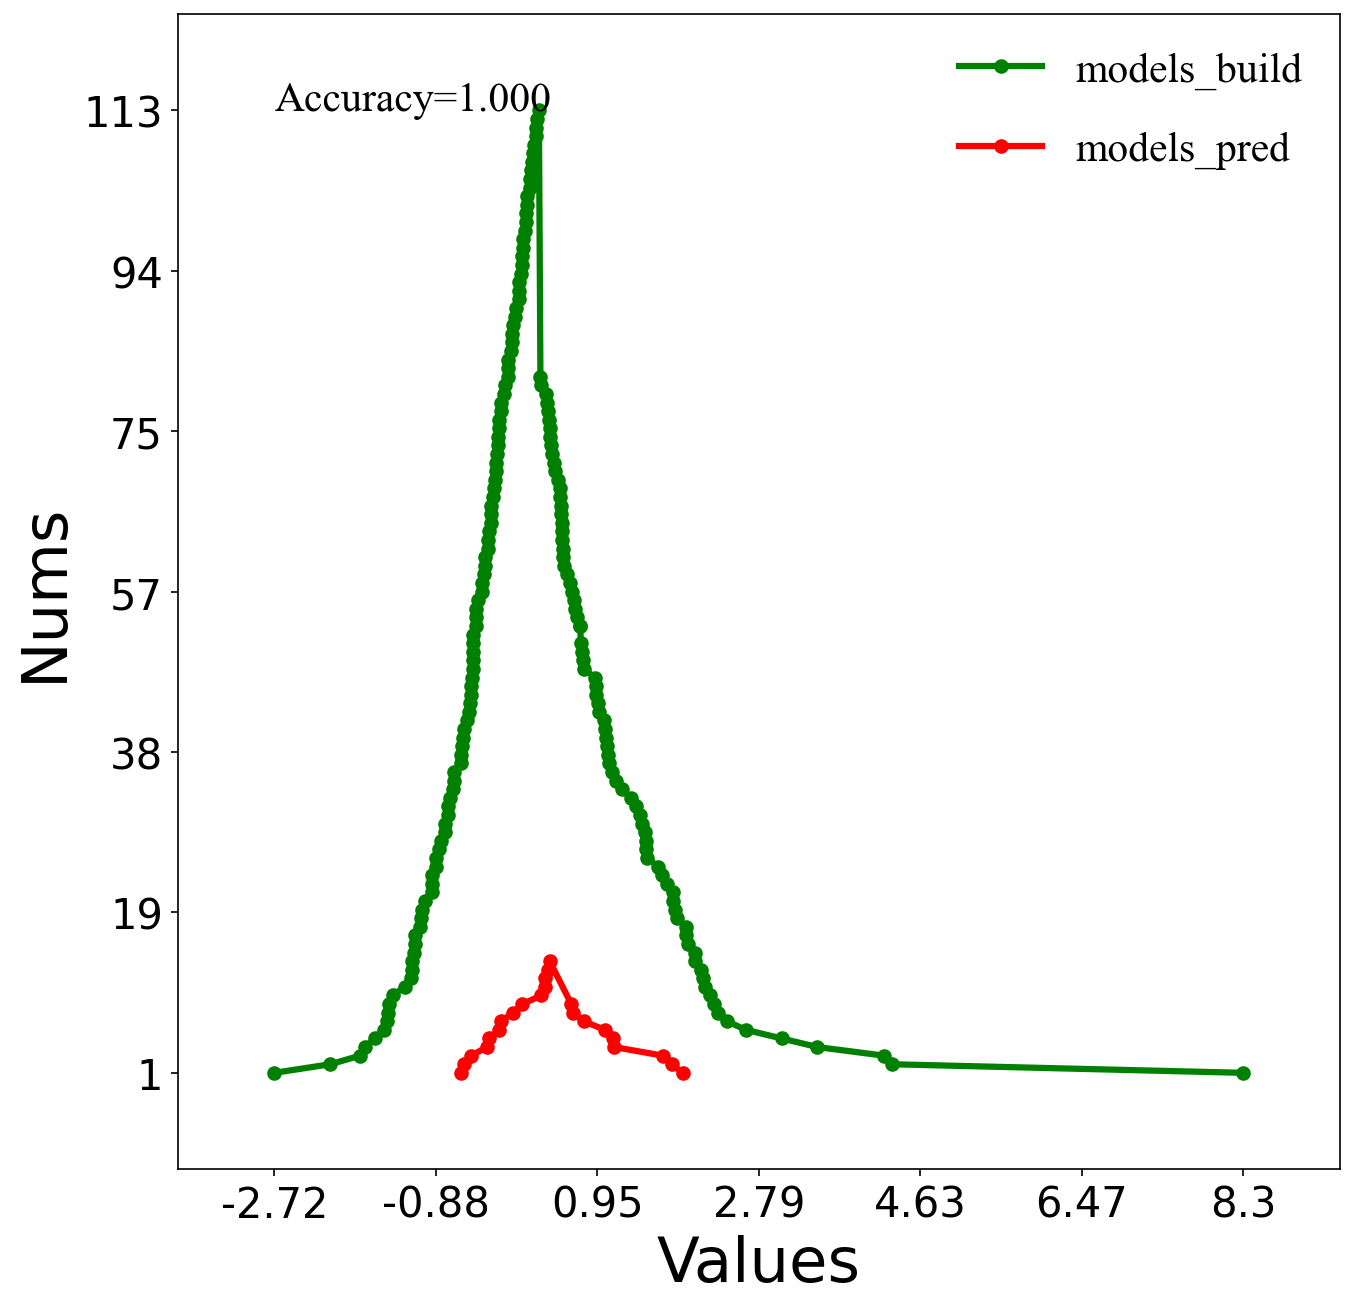 Accuracy=1.000
models_build
models_pred
113
94
75
57
38
19
1
Nums
-2.72 -0.88 0.95 2.79 4.63 6.47 8.3
Values